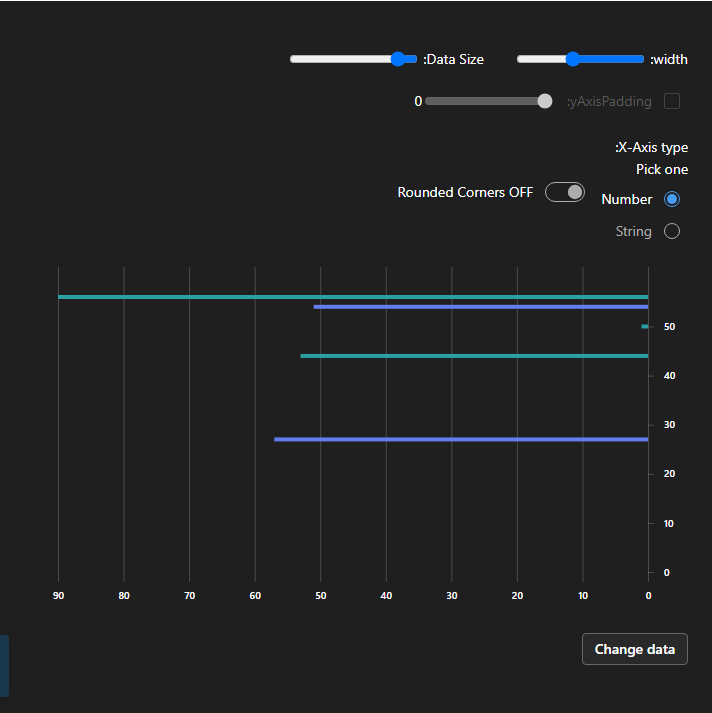 :width
:Data Size
:yAxisPadding
0
:X-Axis type
Pick one
Number
String
Rounded Corners OFF
50
40
30
20
10
0
90 80 70 60 50 40 30 20 10 0
Change data